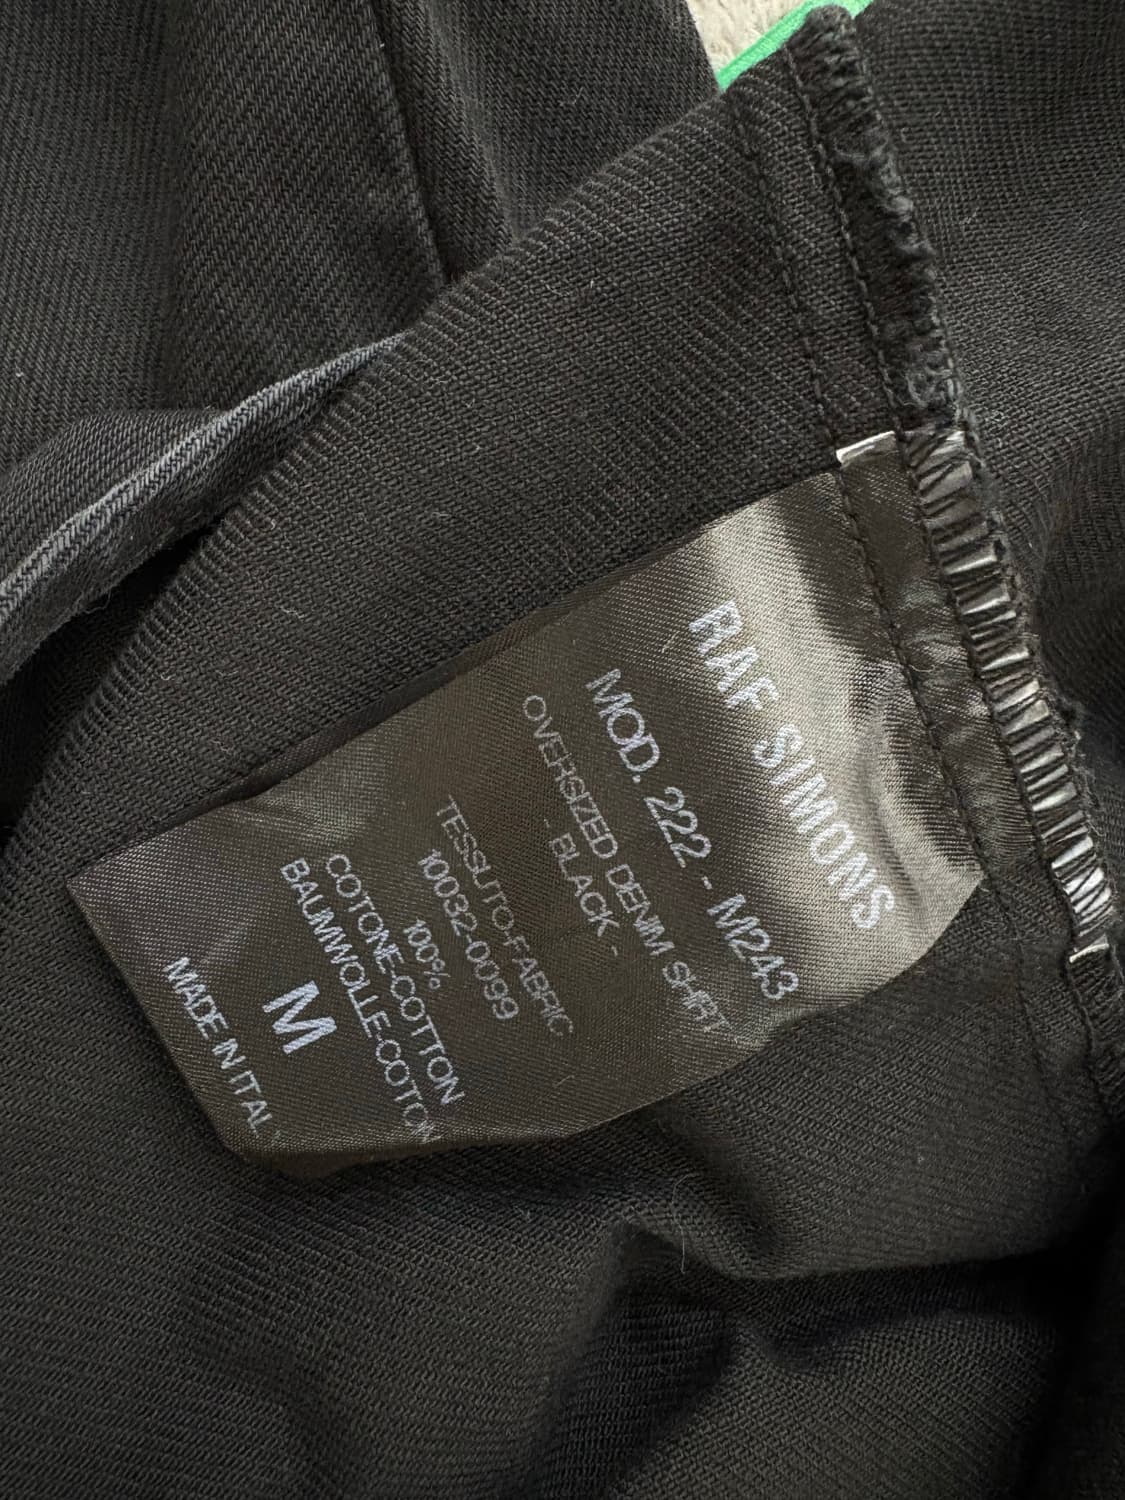 RAF SIMONS
MOD. 222 - M243
OVERSIZED DENIM SHIRT
- BLACK -
TESSUTO-FABRIC
10032-0099
100%
COTONE-COTTON
BAUMWOLLE-COTON
M
MADE IN ITAL